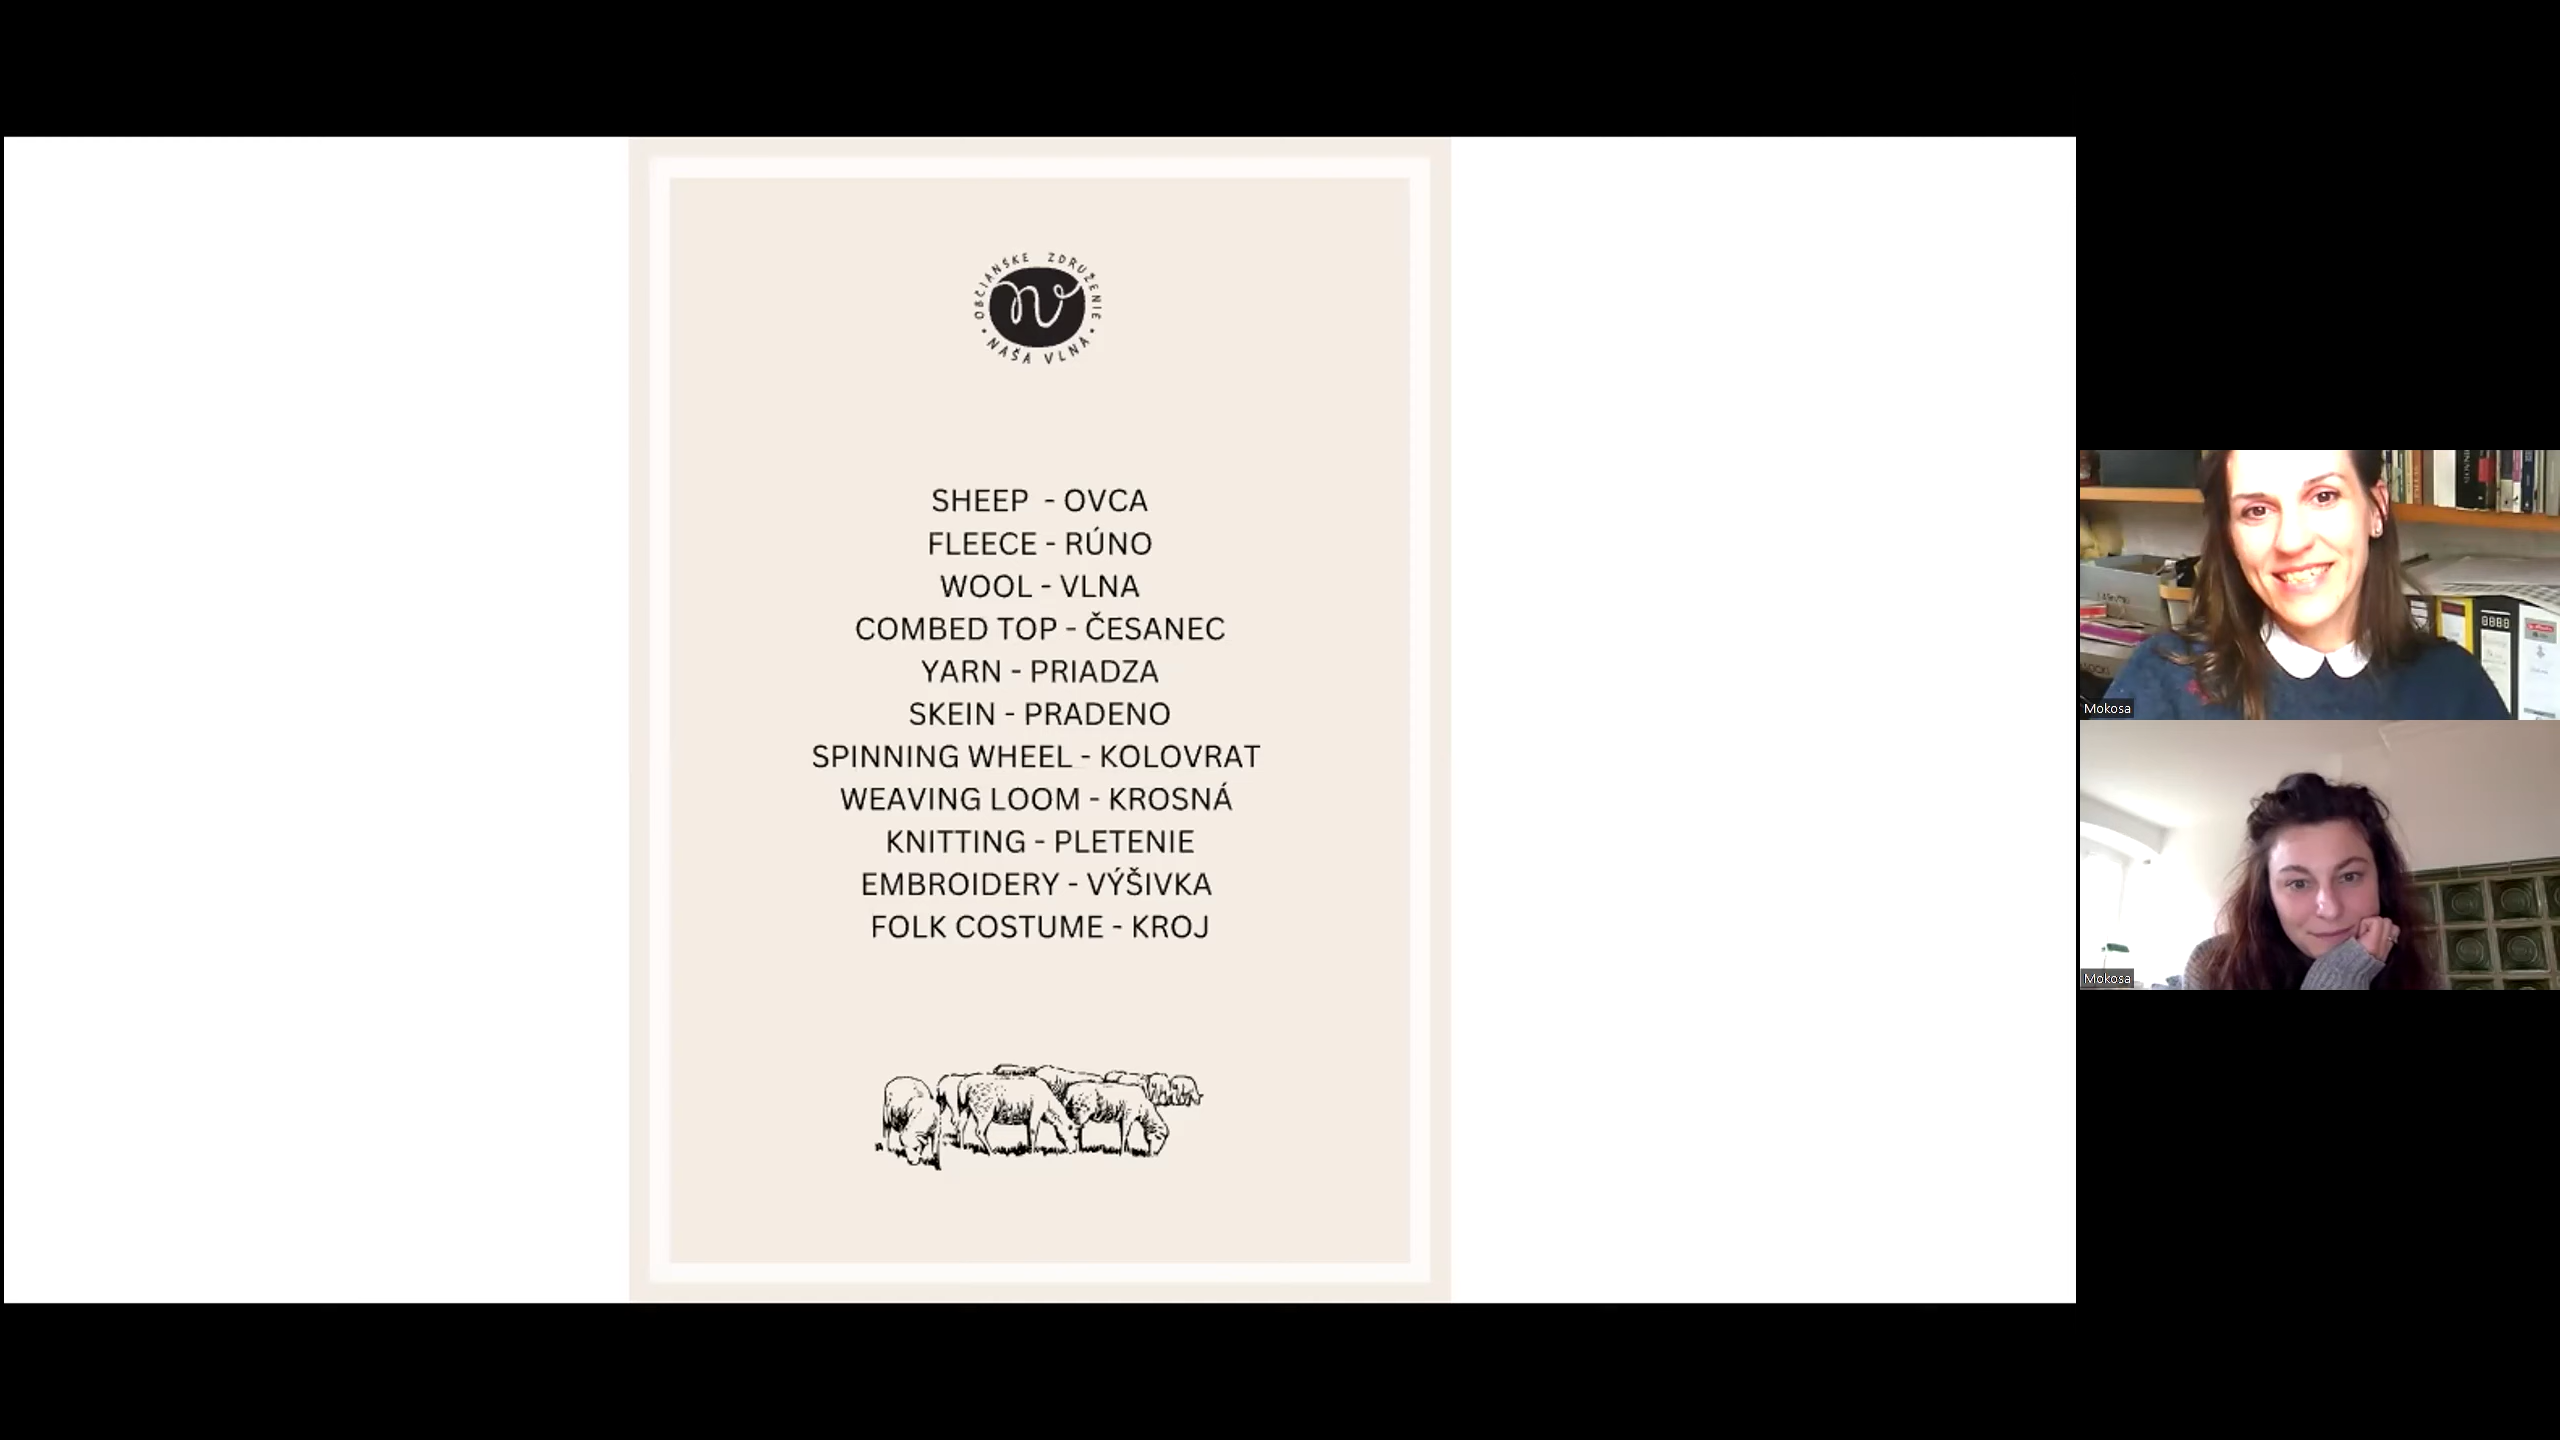 OBČIANSKE ZDRUŽENIE
NAŠA VLNA
SHEEP - OVCA
FLEECE - RÚNO
WOOL - VLNA
COMBED TOP - ČESANEC
YARN - PRIADZA
SKEIN - PRADENO
SPINNING WHEEL - KOLOVRAT
WEAVING LOOM - KROSNÁ
KNITTING - PLETENIE
EMBROIDERY - VÝŠIVKA
FOLK COSTUME - KROJ
Mokosa
Mokosa